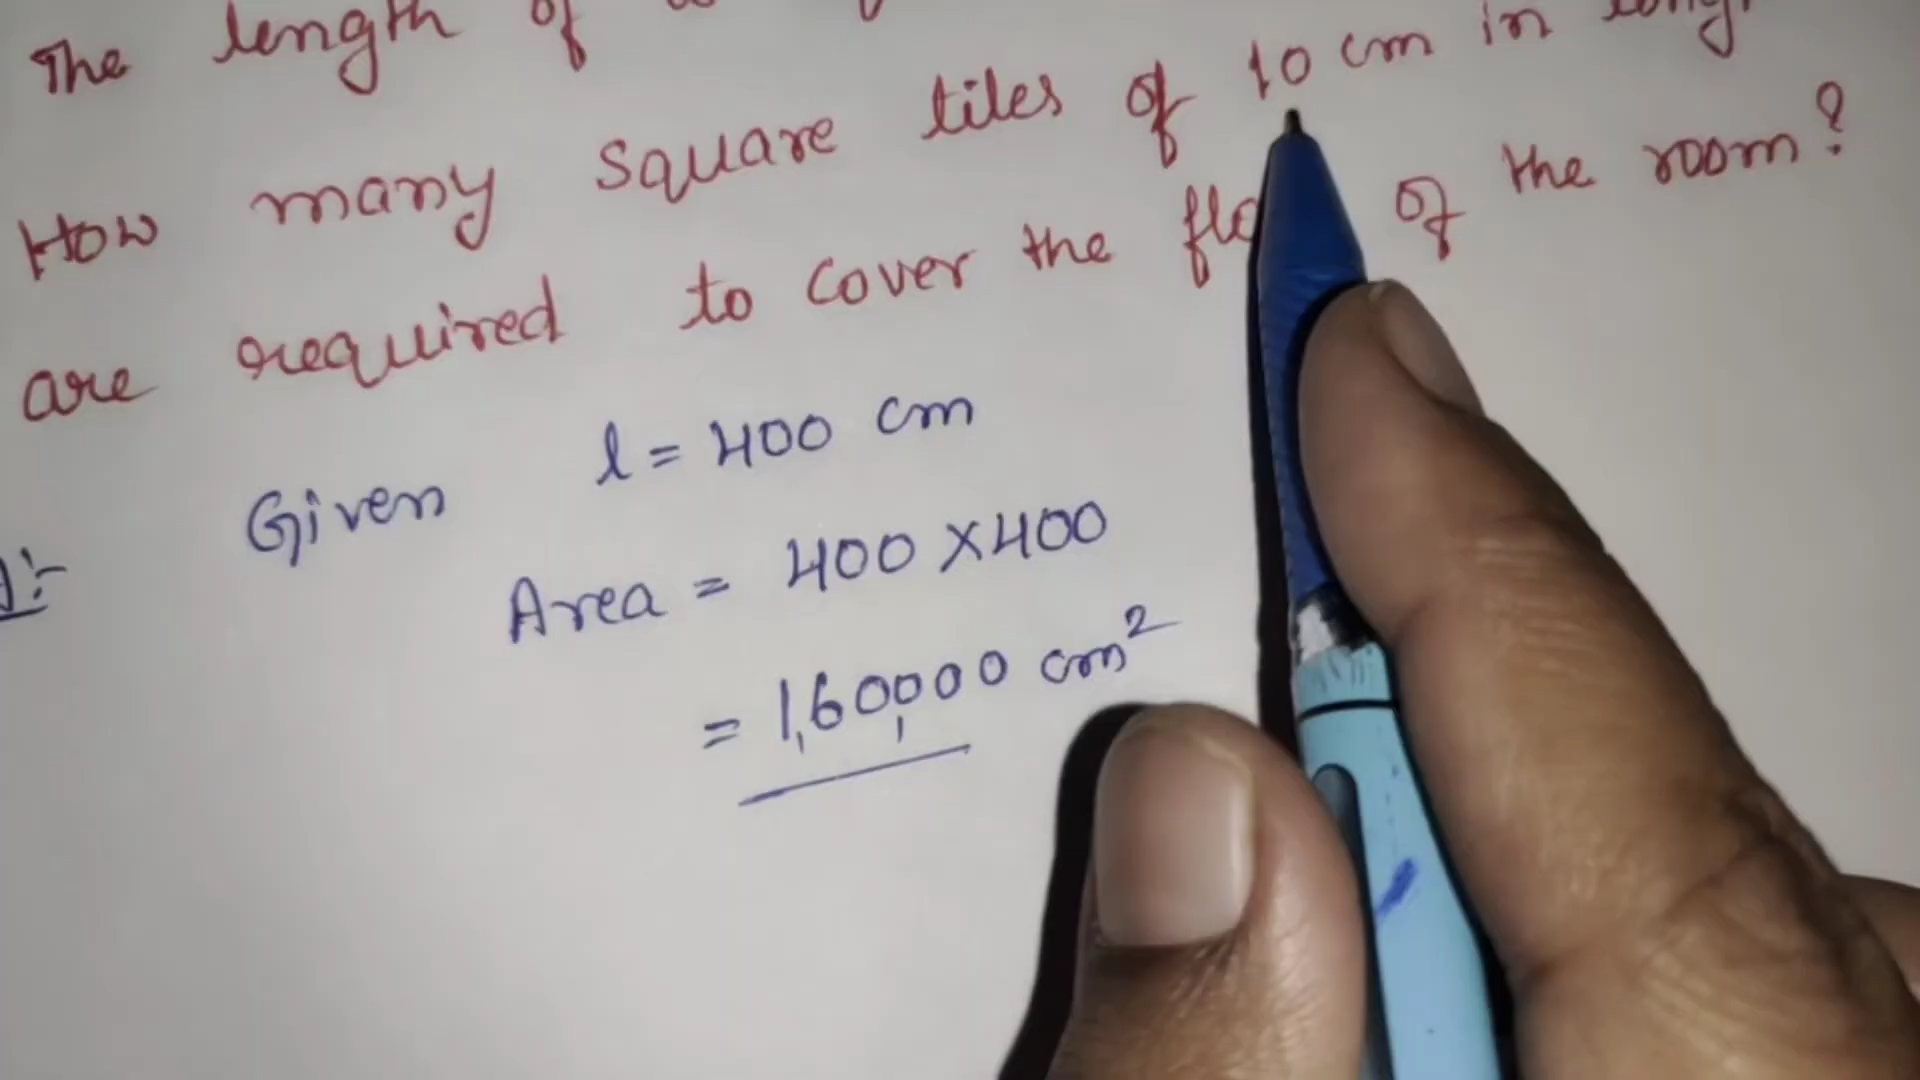 The length of a
How many square tiles of 10 cm in
are required to cover the of the room?
Given l = 400 cm
Area = 400 × 400
= 1,60,000 cm²